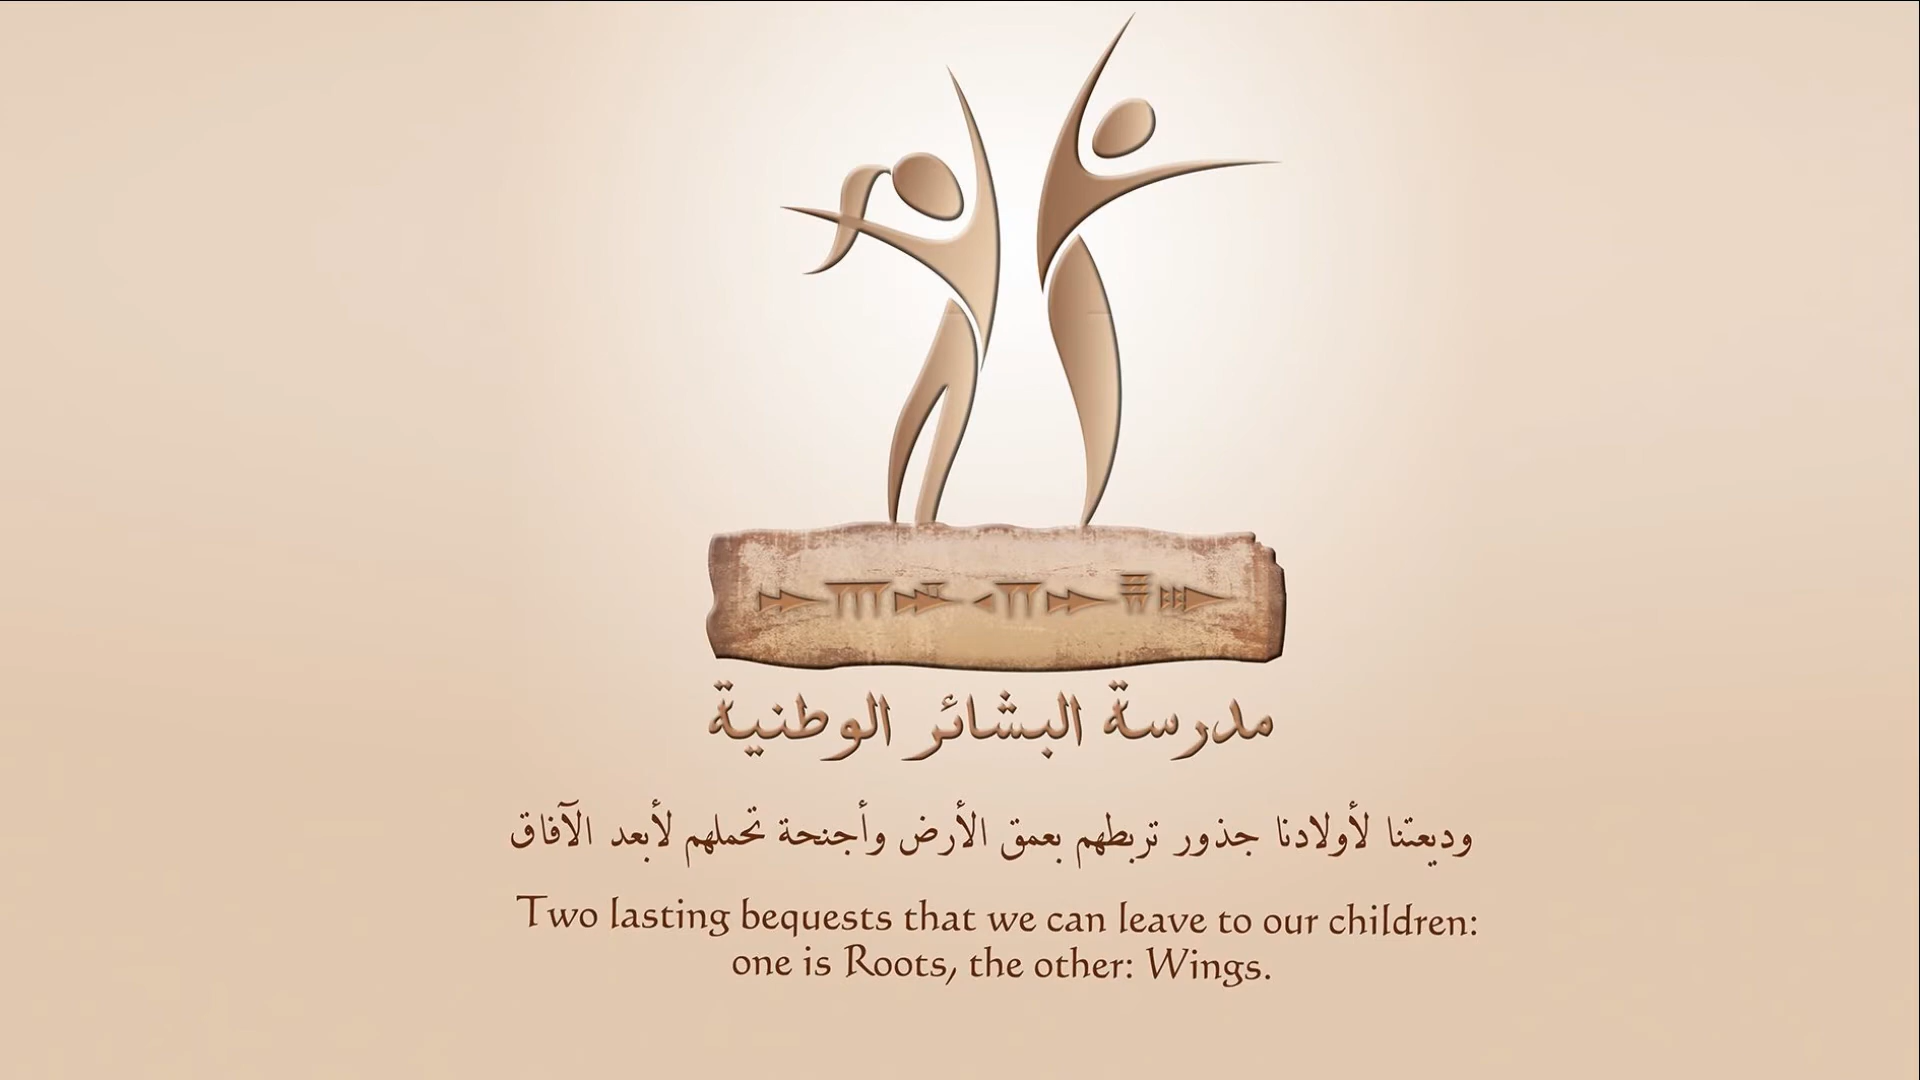 مدرسة البشائر الوطنية
وديعتنا لأولادنا جذور تربطهم بعمق الأرض وأجنحة تحملهم لأبعد الآفاق
Two lasting bequests that we can leave to our children:
one is Roots, the other: Wings.